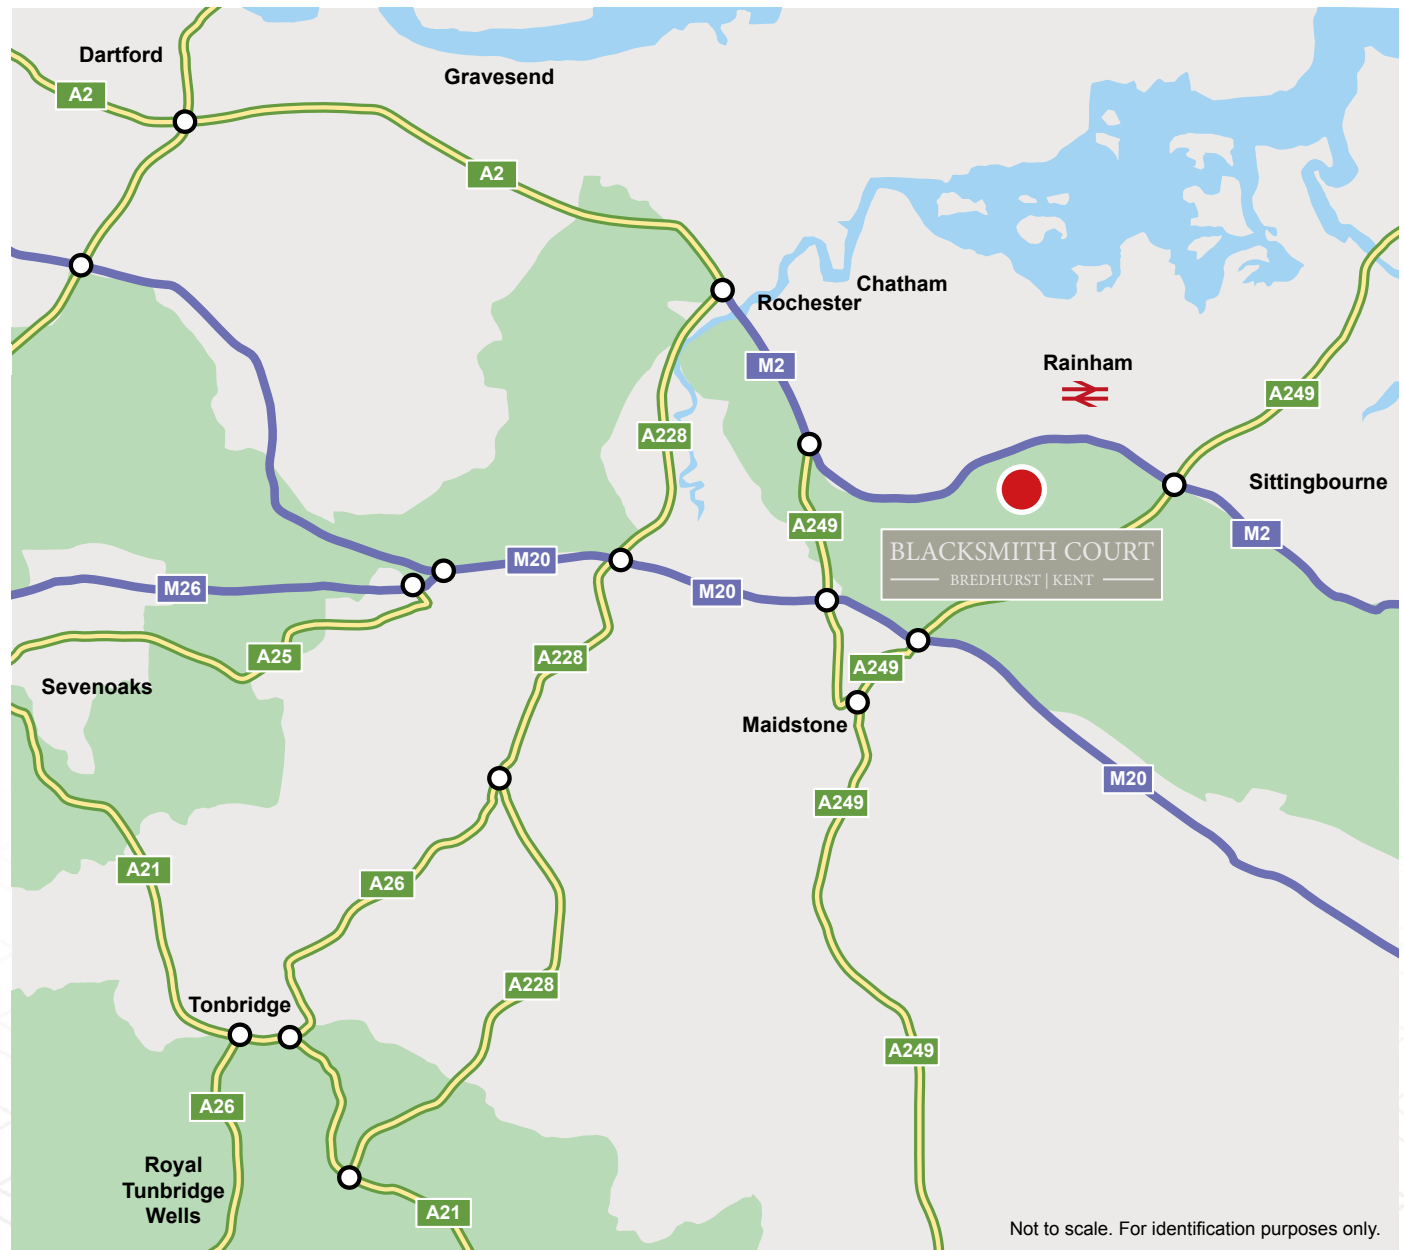 Dartford
Gravesend
A2
A2
Chatham
Rochester
M2
Rainham
A249
A228
Sittingbourne
A249
M2
BLACKSMITH COURT
BREDHURST | KENT
M20
M26
M20
A25
A228
A249
Sevenoaks
Maidstone
M20
A249
A21
A26
A228
Tonbridge
A249
A26
Royal
Tunbridge
Wells
A21
Not to scale. For identification purposes only.